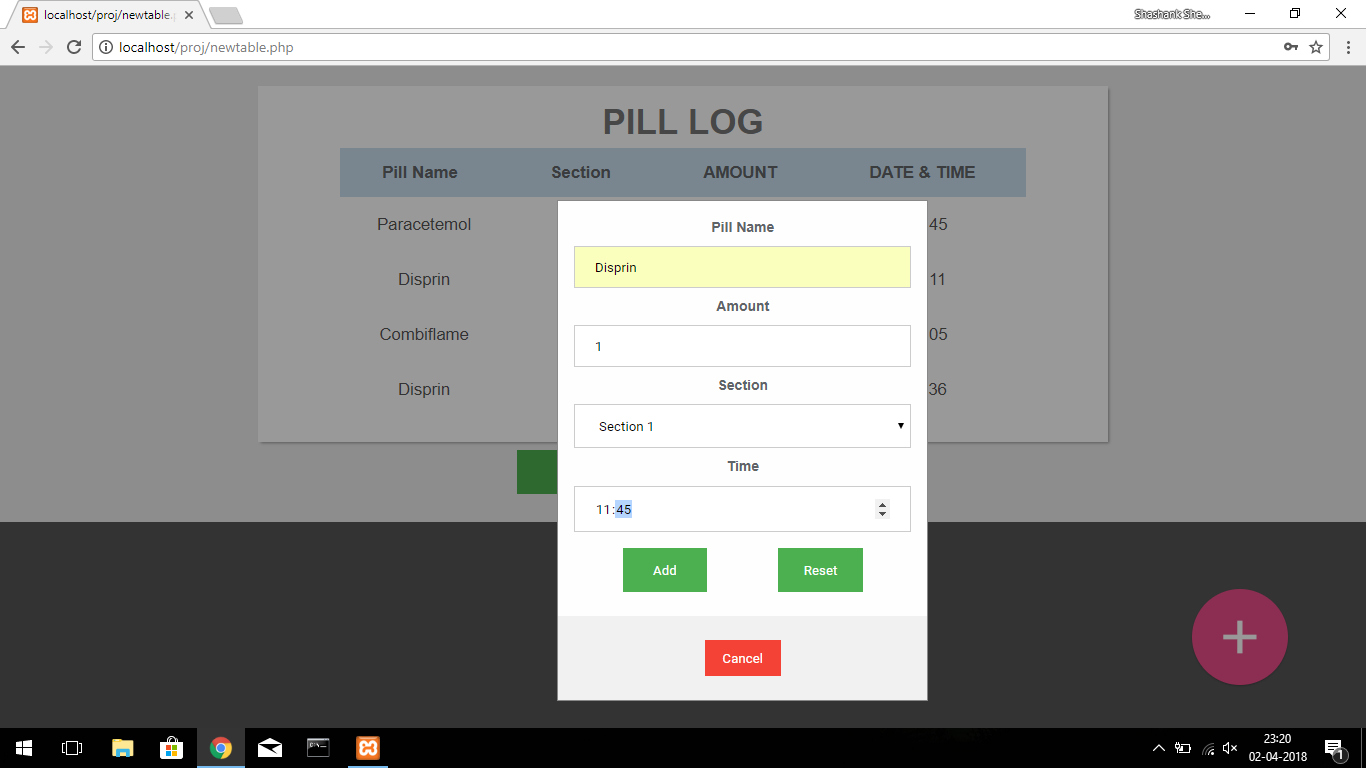 localhost/proj/newtable.p
Shashank She...
localhost/proj/newtable.php
PILL LOG
Pill Name Section AMOUNT DATE & TIME
Paracetemol 45
Disprin 11
Combiflame 05
Disprin 36
Pill Name
Disprin
Amount
1
Section
Section 1
Time
11:45
Add Reset
Cancel
23:20
02-04-2018
1